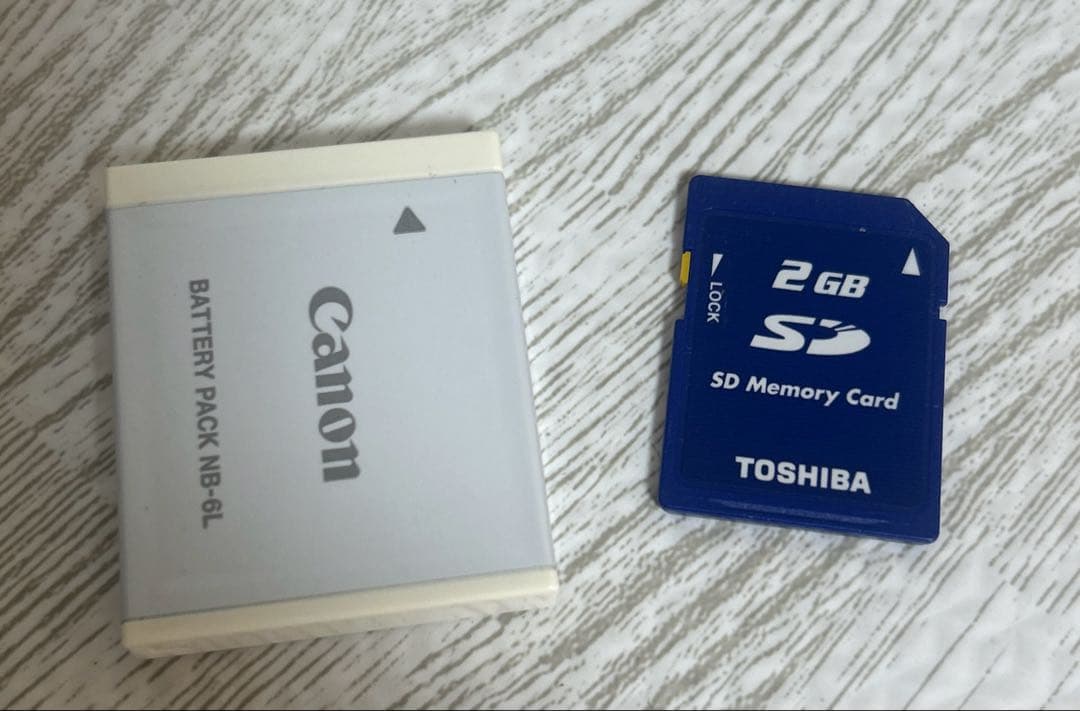 Canon
BATTERY PACK NB-6L
2GB
SD
LOCK
SD Memory Card
TOSHIBA